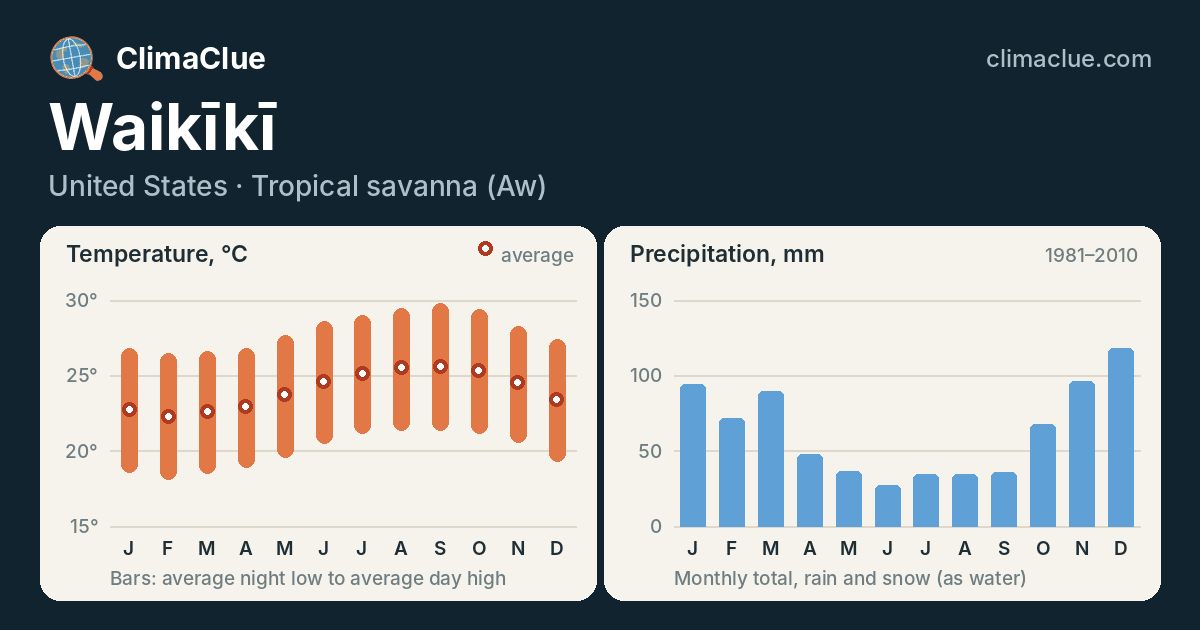 ClimaClue
climaclue.com
Waikīkī
United States · Tropical savanna (Aw)
Temperature, °C
average
30°
25°
20°
15°
J F M A M J J A S O N D
Bars: average night low to average day high
Precipitation, mm
1981–2010
150
100
50
0
J F M A M J J A S O N D
Monthly total, rain and snow (as water)